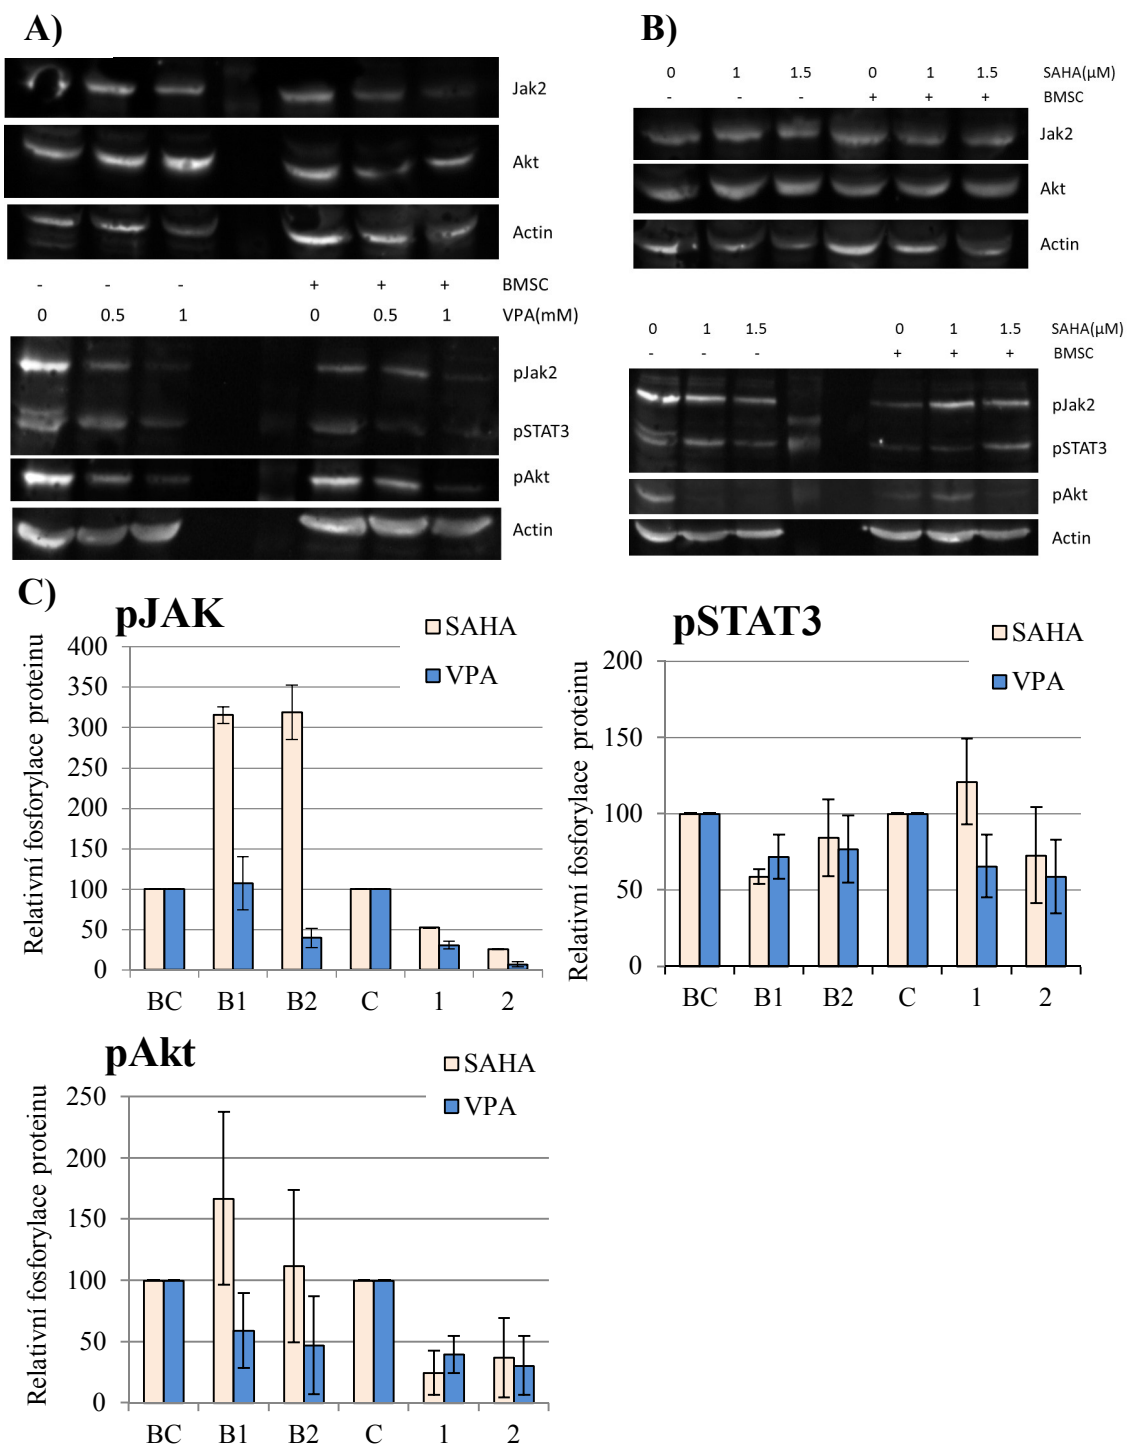 A)
Jak2
Akt
Actin
- - - + + + BMSC
0 0.5 1 0 0.5 1 VPA(mM)
pJak2
pSTAT3
pAkt
Actin
B)
0 1 1.5 0 1 1.5 SAHA(µM)
- - - + + + BMSC
Jak2
Akt
Actin
0 1 1.5 0 1 1.5 SAHA(µM)
- - - + + + BMSC
pJak2
pSTAT3
pAkt
Actin
C)
pJAK
SAHA
VPA
Relativní fosforylace proteinu
400
350
300
250
200
150
100
50
0
BC B1 B2 C 1 2
pSTAT3
SAHA
VPA
Relativní fosforylace proteinu
200
150
100
50
0
BC B1 B2 C 1 2
pAkt
SAHA
VPA
Relativní fosforylace proteinu
250
200
150
100
50
0
BC B1 B2 C 1 2